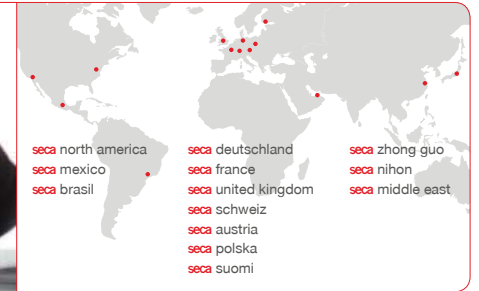 seca north america
seca mexico
seca brasil
seca deutschland
seca france
seca united kingdom
seca schweiz
seca austria
seca polska
seca suomi
seca zhong guo
seca nihon
seca middle east